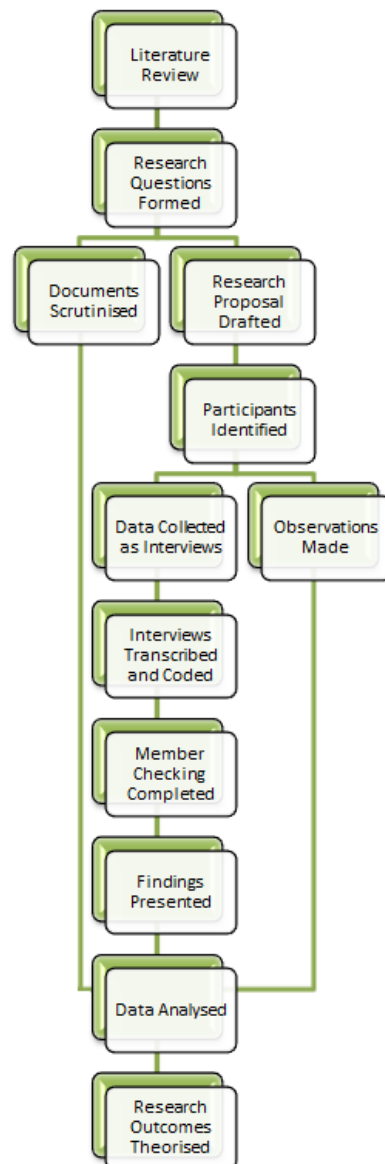 Literature
Review
Research
Questions
Formed
Documents
Scrutinised
Research
Proposal
Drafted
Participants
Identified
Data Collected
as Interviews
Observations
Made
Interviews
Transcribed
and Coded
Member
Checking
Completed
Findings
Presented
Data Analysed
Research
Outcomes
Theorised